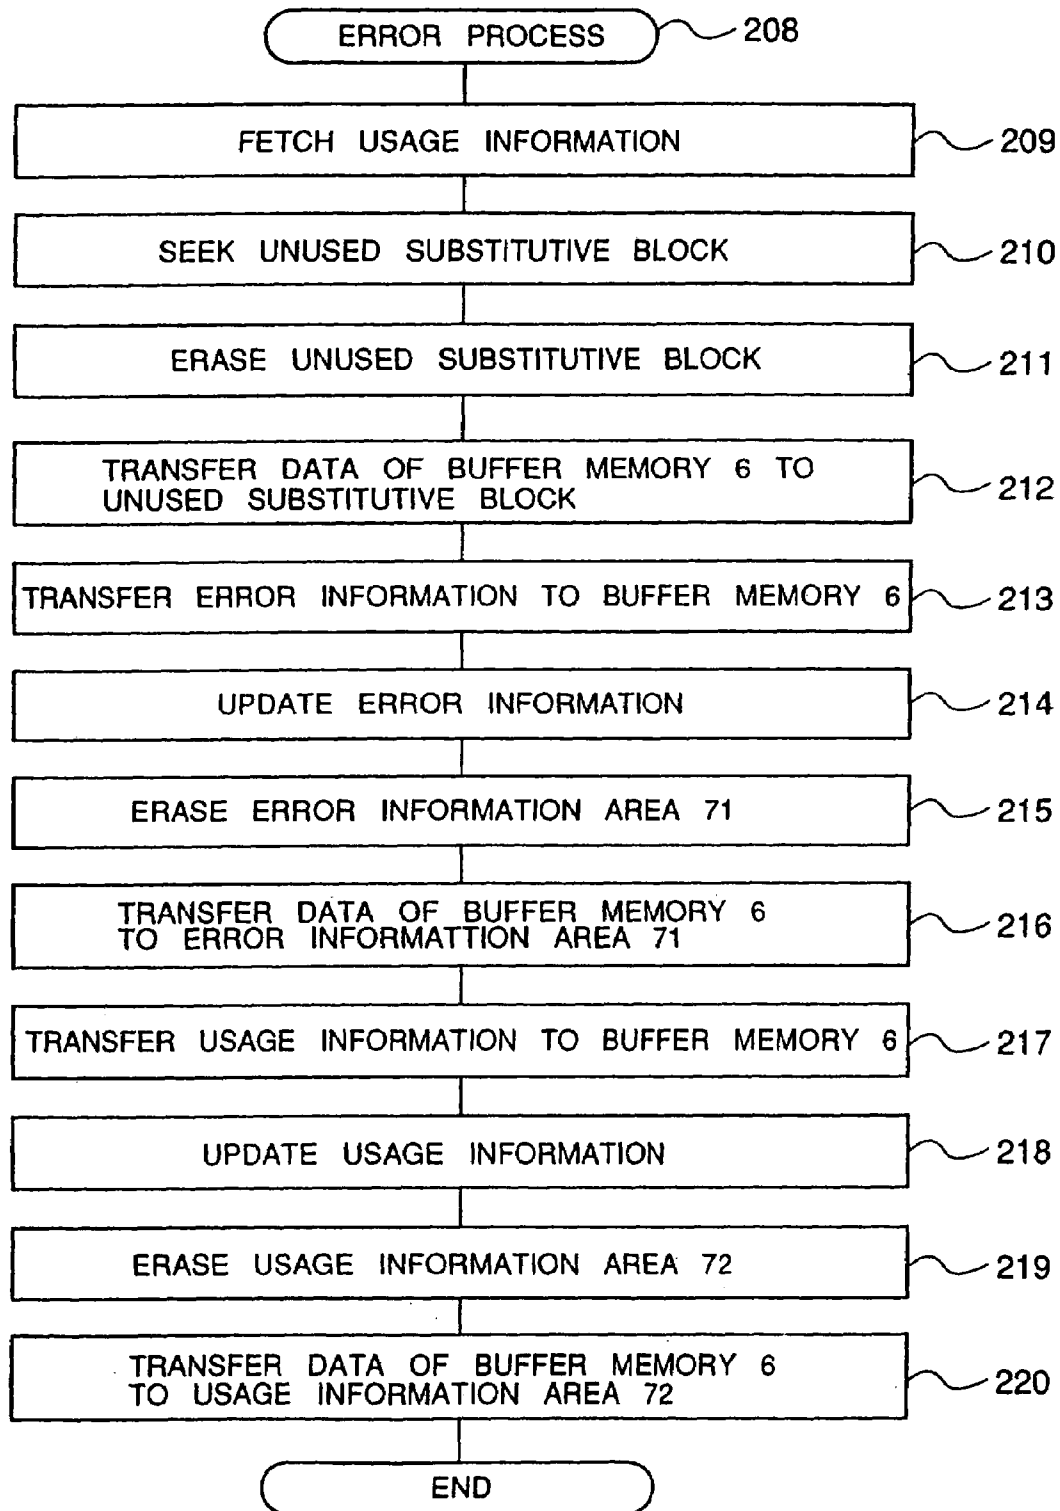 ERROR PROCESS
208
FETCH USAGE INFORMATION
209
SEEK UNUSED SUBSTITUTIVE BLOCK
210
ERASE UNUSED SUBSTITUTIVE BLOCK
211
TRANSFER DATA OF BUFFER MEMORY 6 TO
UNUSED SUBSTITUTIVE BLOCK
212
TRANSFER ERROR INFORMATION TO BUFFER MEMORY 6
213
UPDATE ERROR INFORMATION
214
ERASE ERROR INFORMATION AREA 71
215
TRANSFER DATA OF BUFFER MEMORY 6
TO ERROR INFORMATTION AREA 71
216
TRANSFER USAGE INFORMATION TO BUFFER MEMORY 6
217
UPDATE USAGE INFORMATION
218
ERASE USAGE INFORMATION AREA 72
219
TRANSFER DATA OF BUFFER MEMORY 6
TO USAGE INFORMATION AREA 72
220
END